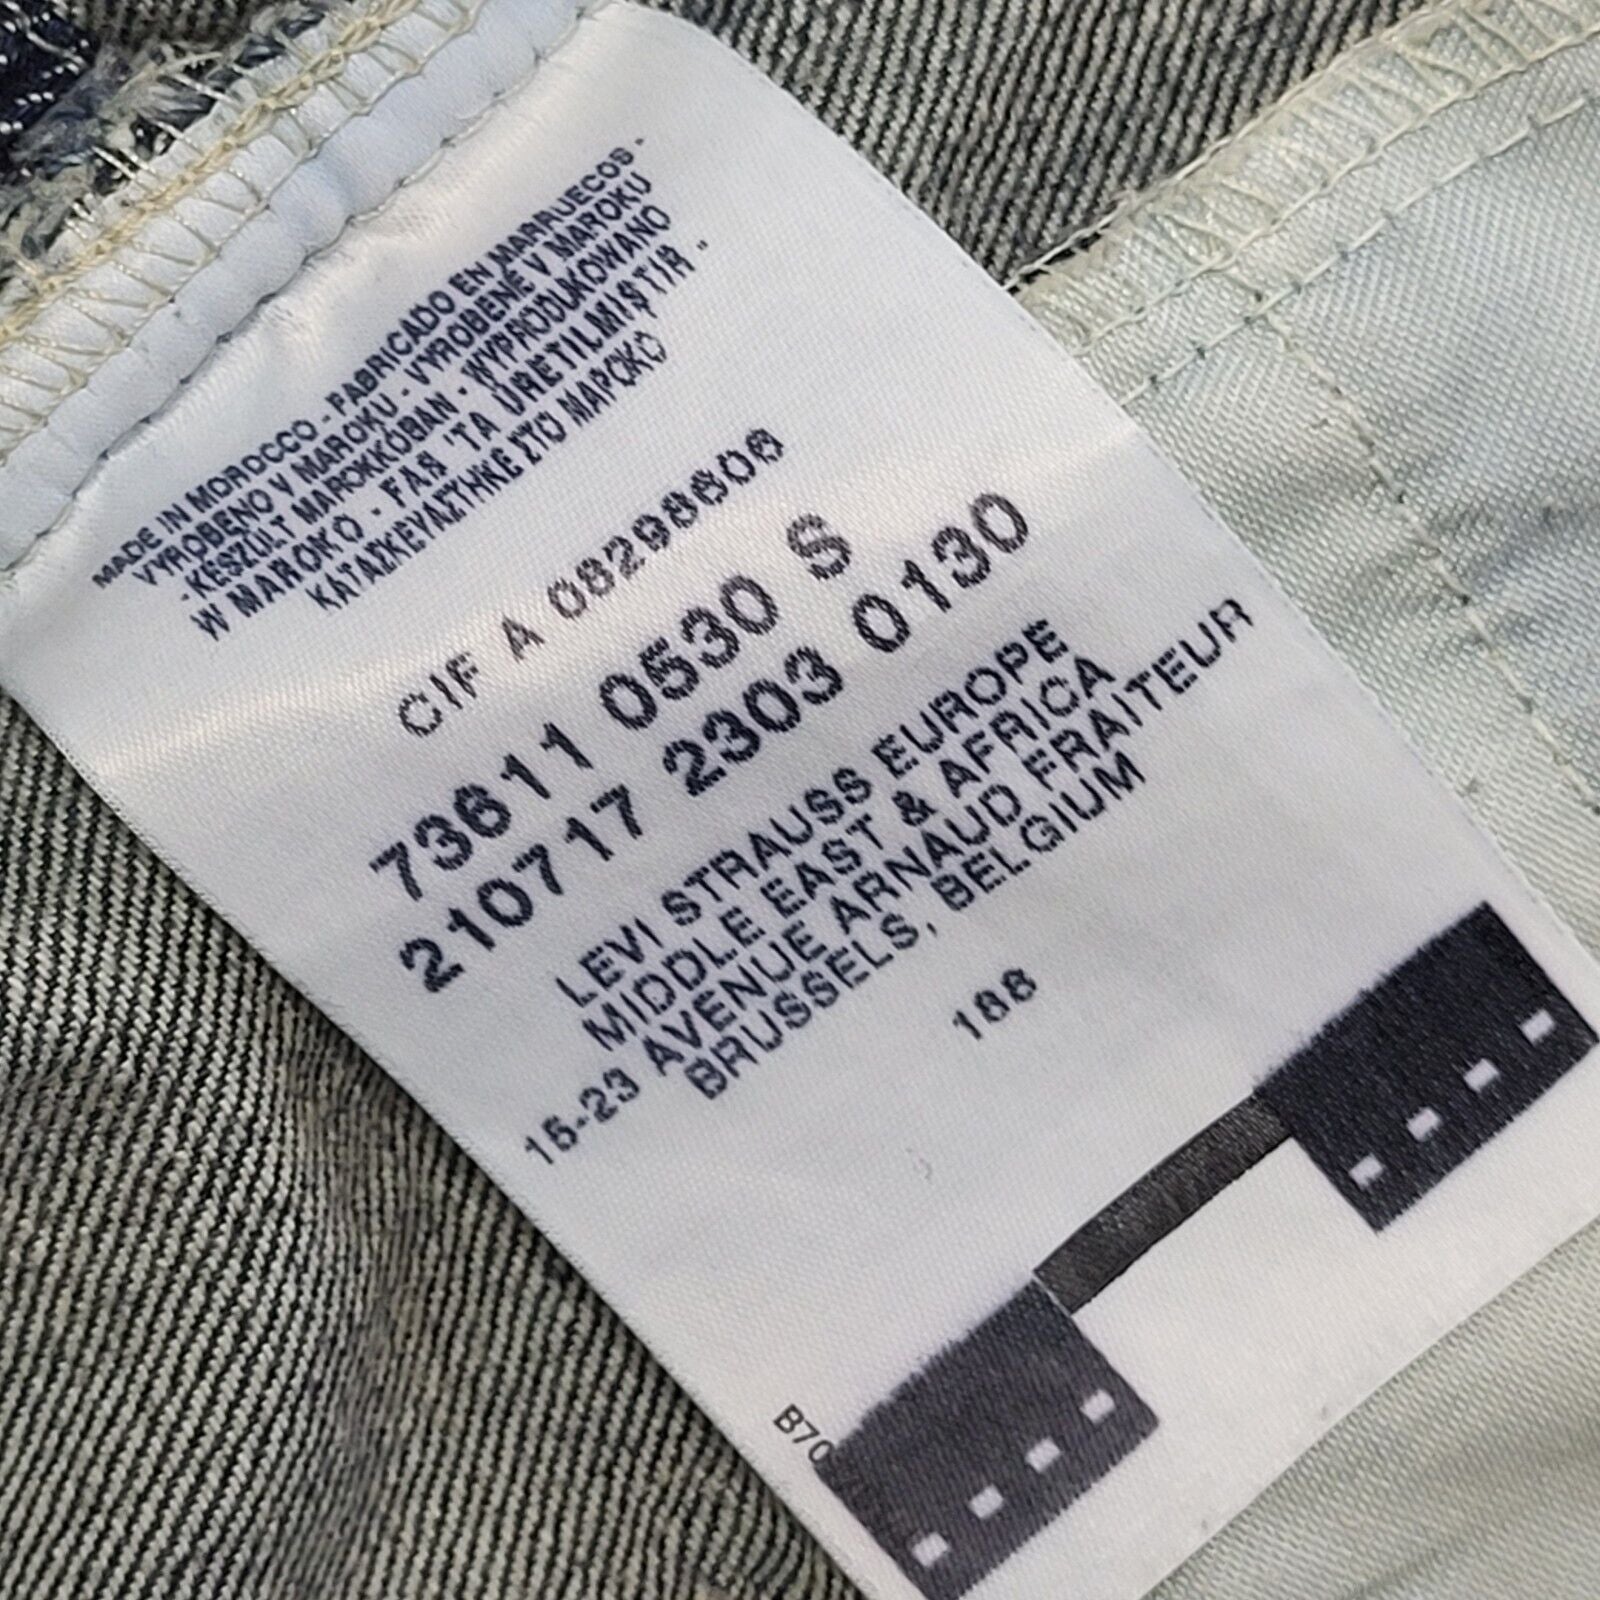 MADE IN MOROCCO - FABRICADO EN MARRUECOS -
VYROBENO V MAROKU - VYROBENÉ V MAROKU
- KÉSZÜLT MAROKKÓBAN - WYPRODUKOWANO
W MAROKO - FAS 'TA ÜRETILMIŞTIR "
ΚΑΤΑΣΚΕΥΑΣΤΗΚΕ ΣΤΟ ΜΑΡΟΚΟ
CIF A 08298606
73611 0530 S
210717 2303 0130
LEVI STRAUSS EUROPE
MIDDLE EAST & AFRICA
15-23 AVENUE ARNAUD FRAITEUR
BRUSSELS, BELGIUM
188